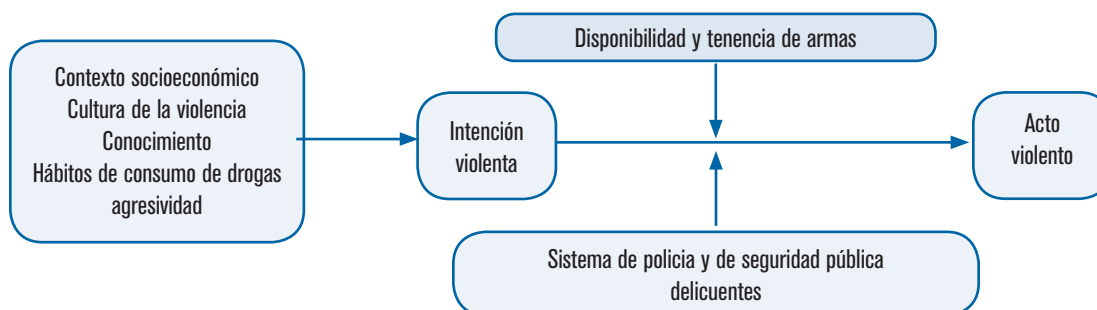 Disponibilidad y tenencia de armas
Contexto socioeconómico
Cultura de la violencia
Conocimiento
Hábitos de consumo de drogas
agresividad
Intención
violenta
Acto
violento
Sistema de policia y de seguridad pública
delicuentes